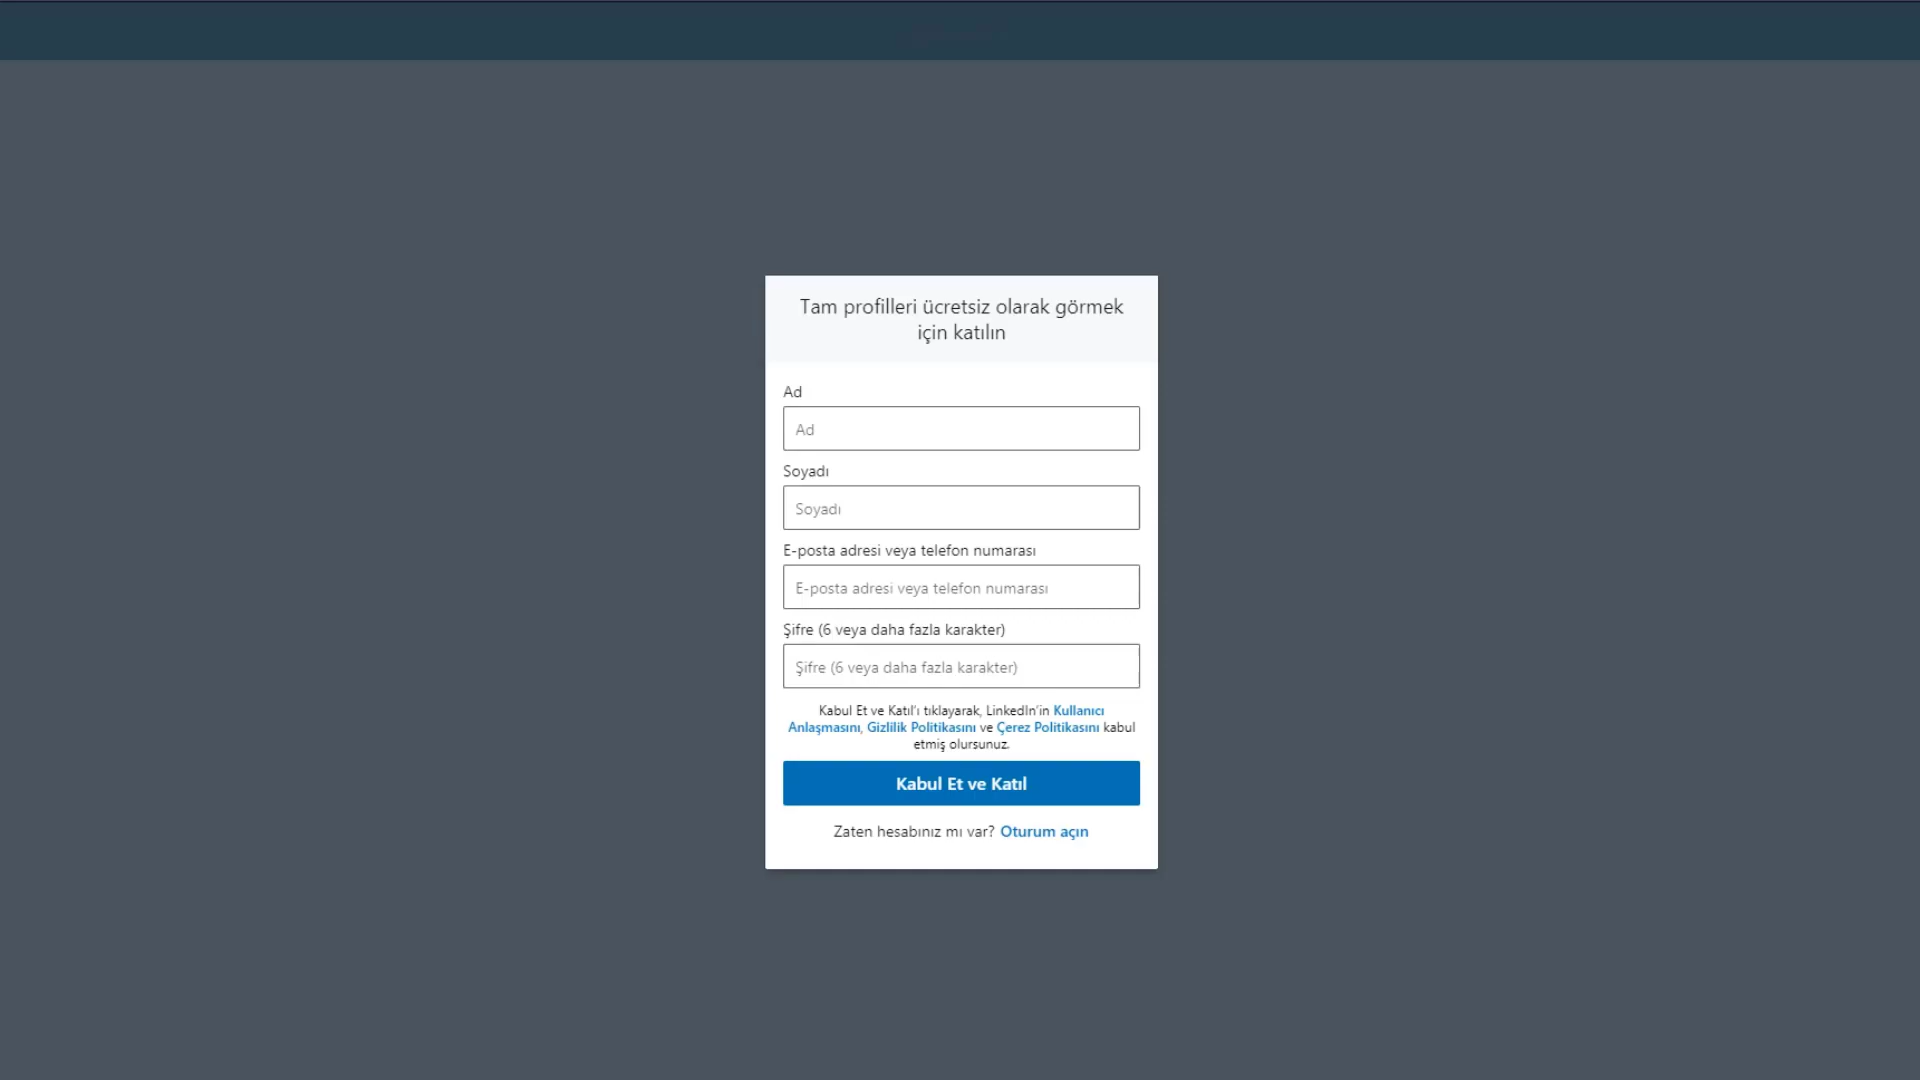 Tam profilleri ücretsiz olarak görmek
için katılın
Ad
Ad
Soyadı
Soyadı
E-posta adresi veya telefon numarası
E-posta adresi veya telefon numarası
Şifre (6 veya daha fazla karakter)
Şifre (6 veya daha fazla karakter)
Kabul Et ve Katıl'ı tıklayarak, LinkedIn'in Kullanıcı
Anlaşmasını, Gizlilik Politikasını ve Çerez Politikasını kabul
etmiş olursunuz.
Kabul Et ve Katıl
Zaten hesabınız mı var? Oturum açın